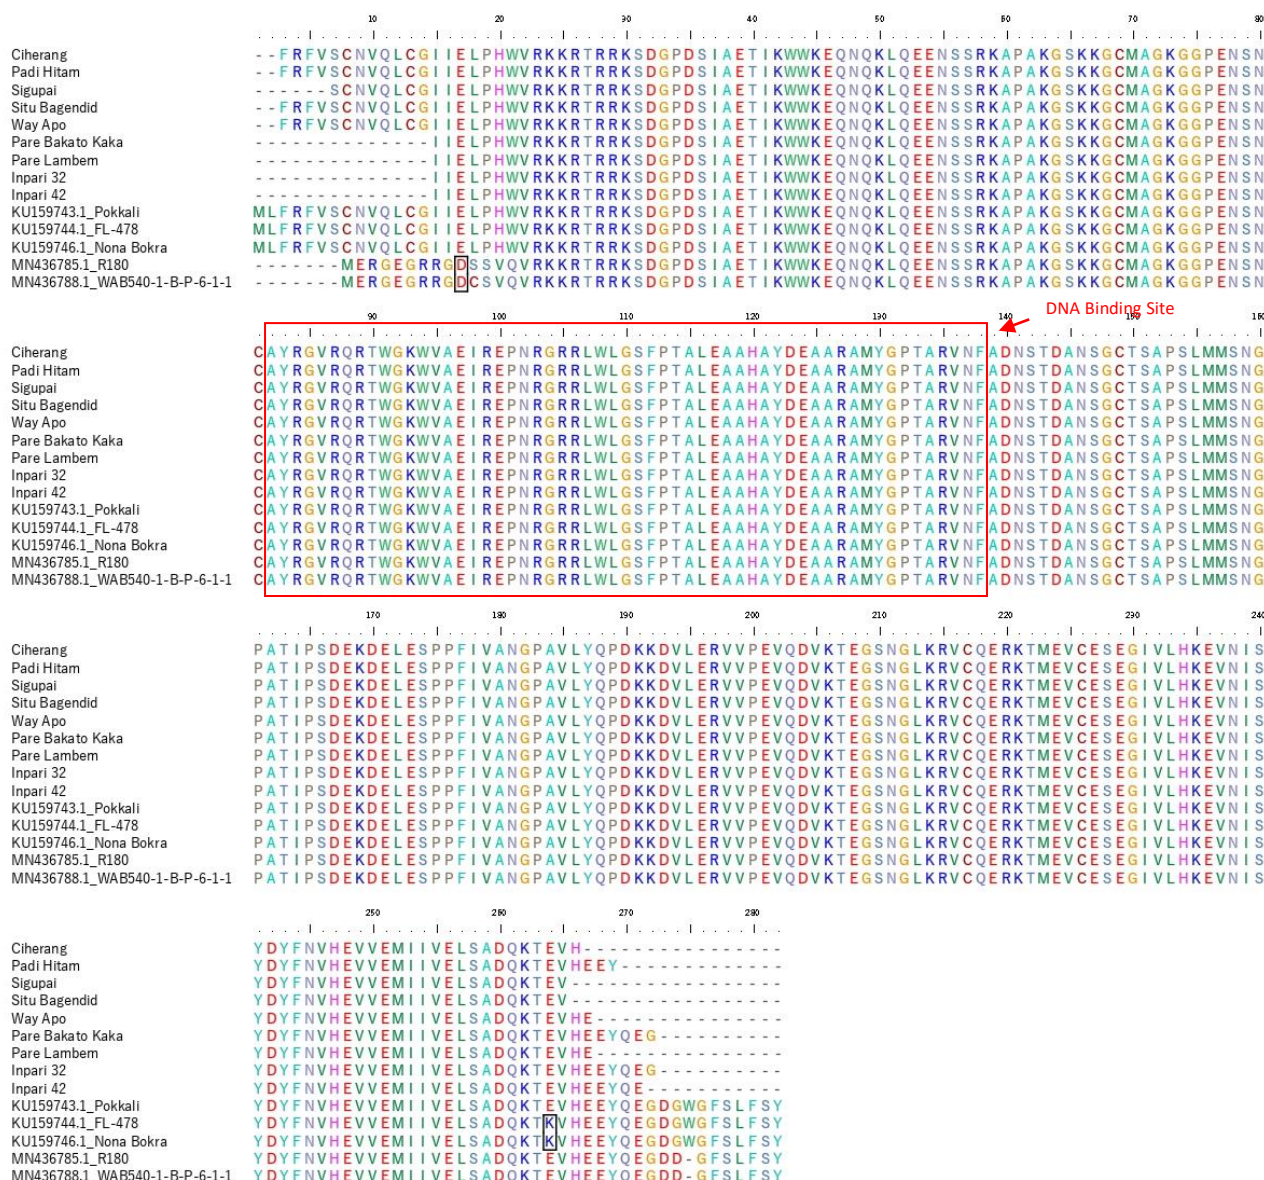 10 20 30 40 50 60 70 80
Ciherang --FRFVSCNVQLCGIIELPHWVRKKRTRRKSDGPDSIAETIKWWKEQNQKLQEENSSRKAPAKGSKKGCMAGKGGPENSN
Padi Hitam --FRFVSCNVQLCGIIELPHWVRKKRTRRKSDGPDSIAETIKWWKEQNQKLQEENSSRKAPAKGSKKGCMAGKGGPENSN
Sigupai ------SCNVQLCGIIELPHWVRKKRTRRKSDGPDSIAETIKWWKEQNQKLQEENSSRKAPAKGSKKGCMAGKGGPENSN
Situ Bagendid --FRFVSCNVQLCGIIELPHWVRKKRTRRKSDGPDSIAETIKWWKEQNQKLQEENSSRKAPAKGSKKGCMAGKGGPENSN
Way Apo --FRFVSCNVQLCGIIELPHWVRKKRTRRKSDGPDSIAETIKWWKEQNQKLQEENSSRKAPAKGSKKGCMAGKGGPENSN
Pare Bakato Kaka --------------IIELPHWVRKKRTRRKSDGPDSIAETIKWWKEQNQKLQEENSSRKAPAKGSKKGCMAGKGGPENSN
Pare Lambem --------------IIELPHWVRKKRTRRKSDGPDSIAETIKWWKEQNQKLQEENSSRKAPAKGSKKGCMAGKGGPENSN
Inpari 32 --------------IIELPHWVRKKRTRRKSDGPDSIAETIKWWKEQNQKLQEENSSRKAPAKGSKKGCMAGKGGPENSN
Inpari 42 --------------IIELPHWVRKKRTRRKSDGPDSIAETIKWWKEQNQKLQEENSSRKAPAKGSKKGCMAGKGGPENSN
KU159743.1_Pokkali MLFRFVSCNVQLCGIIELPHWVRKKRTRRKSDGPDSIAETIKWWKEQNQKLQEENSSRKAPAKGSKKGCMAGKGGPENSN
KU159744.1_FL-478 MLFRFVSCNVQLCGIIELPHWVRKKRTRRKSDGPDSIAETIKWWKEQNQKLQEENSSRKAPAKGSKKGCMAGKGGPENSN
KU159746.1_Nona Bokra MLFRFVSCNVQLCGIIELPHWVRKKRTRRKSDGPDSIAETIKWWKEQNQKLQEENSSRKAPAKGSKKGCMAGKGGPENSN
MN436785.1_R180 -------MERGEGRRGDSSVQVRKKRTRRKSDGPDSIAETIKWWKEQNQKLQEENSSRKAPAKGSKKGCMAGKGGPENSN
MN436788.1_WAB540-1-B-P-6-1-1 -------MERGEGRRGDCSVQVRKKRTRRKSDGPDSIAETIKWWKEQNQKLQEENSSRKAPAKGSKKGCMAGKGGPENSN
DNA Binding Site
90 100 110 120 130 140 150 160
Ciherang CAYRGVRQRTWGKWVAEIREPNRGRRLWLGSFPTALEAAHAYDEAARAMYGPTARVNFADNSTDANSGCTSAPSLMMSNG
Padi Hitam CAYRGVRQRTWGKWVAEIREPNRGRRLWLGSFPTALEAAHAYDEAARAMYGPTARVNFADNSTDANSGCTSAPSLMMSNG
Sigupai CAYRGVRQRTWGKWVAEIREPNRGRRLWLGSFPTALEAAHAYDEAARAMYGPTARVNFADNSTDANSGCTSAPSLMMSNG
Situ Bagendid CAYRGVRQRTWGKWVAEIREPNRGRRLWLGSFPTALEAAHAYDEAARAMYGPTARVNFADNSTDANSGCTSAPSLMMSNG
Way Apo CAYRGVRQRTWGKWVAEIREPNRGRRLWLGSFPTALEAAHAYDEAARAMYGPTARVNFADNSTDANSGCTSAPSLMMSNG
Pare Bakato Kaka CAYRGVRQRTWGKWVAEIREPNRGRRLWLGSFPTALEAAHAYDEAARAMYGPTARVNFADNSTDANSGCTSAPSLMMSNG
Pare Lambem CAYRGVRQRTWGKWVAEIREPNRGRRLWLGSFPTALEAAHAYDEAARAMYGPTARVNFADNSTDANSGCTSAPSLMMSNG
Inpari 32 CAYRGVRQRTWGKWVAEIREPNRGRRLWLGSFPTALEAAHAYDEAARAMYGPTARVNFADNSTDANSGCTSAPSLMMSNG
Inpari 42 CAYRGVRQRTWGKWVAEIREPNRGRRLWLGSFPTALEAAHAYDEAARAMYGPTARVNFADNSTDANSGCTSAPSLMMSNG
KU159743.1_Pokkali CAYRGVRQRTWGKWVAEIREPNRGRRLWLGSFPTALEAAHAYDEAARAMYGPTARVNFADNSTDANSGCTSAPSLMMSNG
KU159744.1_FL-478 CAYRGVRQRTWGKWVAEIREPNRGRRLWLGSFPTALEAAHAYDEAARAMYGPTARVNFADNSTDANSGCTSAPSLMMSNG
KU159746.1_Nona Bokra CAYRGVRQRTWGKWVAEIREPNRGRRLWLGSFPTALEAAHAYDEAARAMYGPTARVNFADNSTDANSGCTSAPSLMMSNG
MN436785.1_R180 CAYRGVRQRTWGKWVAEIREPNRGRRLWLGSFPTALEAAHAYDEAARAMYGPTARVNFADNSTDANSGCTSAPSLMMSNG
MN436788.1_WAB540-1-B-P-6-1-1 CAYRGVRQRTWGKWVAEIREPNRGRRLWLGSFPTALEAAHAYDEAARAMYGPTARVNFADNSTDANSGCTSAPSLMMSNG
170 180 190 200 210 220 230 240
Ciherang PATIPSDEKDELESPPFIVANGPAVLYQPDKKDVLERVVPEVQDVKTEGSNGLKRVCQERKTMEVCESEGIVLHKEVNIS
Padi Hitam PATIPSDEKDELESPPFIVANGPAVLYQPDKKDVLERVVPEVQDVKTEGSNGLKRVCQERKTMEVCESEGIVLHKEVNIS
Sigupai PATIPSDEKDELESPPFIVANGPAVLYQPDKKDVLERVVPEVQDVKTEGSNGLKRVCQERKTMEVCESEGIVLHKEVNIS
Situ Bagendid PATIPSDEKDELESPPFIVANGPAVLYQPDKKDVLERVVPEVQDVKTEGSNGLKRVCQERKTMEVCESEGIVLHKEVNIS
Way Apo PATIPSDEKDELESPPFIVANGPAVLYQPDKKDVLERVVPEVQDVKTEGSNGLKRVCQERKTMEVCESEGIVLHKEVNIS
Pare Bakato Kaka PATIPSDEKDELESPPFIVANGPAVLYQPDKKDVLERVVPEVQDVKTEGSNGLKRVCQERKTMEVCESEGIVLHKEVNIS
Pare Lambem PATIPSDEKDELESPPFIVANGPAVLYQPDKKDVLERVVPEVQDVKTEGSNGLKRVCQERKTMEVCESEGIVLHKEVNIS
Inpari 32 PATIPSDEKDELESPPFIVANGPAVLYQPDKKDVLERVVPEVQDVKTEGSNGLKRVCQERKTMEVCESEGIVLHKEVNIS
Inpari 42 PATIPSDEKDELESPPFIVANGPAVLYQPDKKDVLERVVPEVQDVKTEGSNGLKRVCQERKTMEVCESEGIVLHKEVNIS
KU159743.1_Pokkali PATIPSDEKDELESPPFIVANGPAVLYQPDKKDVLERVVPEVQDVKTEGSNGLKRVCQERKTMEVCESEGIVLHKEVNIS
KU159744.1_FL-478 PATIPSDEKDELESPPFIVANGPAVLYQPDKKDVLERVVPEVQDVKTEGSNGLKRVCQERKTMEVCESEGIVLHKEVNIS
KU159746.1_Nona Bokra PATIPSDEKDELESPPFIVANGPAVLYQPDKKDVLERVVPEVQDVKTEGSNGLKRVCQERKTMEVCESEGIVLHKEVNIS
MN436785.1_R180 PATIPSDEKDELESPPFIVANGPAVLYQPDKKDVLERVVPEVQDVKTEGSNGLKRVCQERKTMEVCESEGIVLHKEVNIS
MN436788.1_WAB540-1-B-P-6-1-1 PATIPSDEKDELESPPFIVANGPAVLYQPDKKDVLERVVPEVQDVKTEGSNGLKRVCQERKTMEVCESEGIVLHKEVNIS
250 260 270 280
Ciherang YDYFNVHEVVEMIIVELSADQKTEVH----------------
Padi Hitam YDYFNVHEVVEMIIVELSADQKTEVHEEY-------------
Sigupai YDYFNVHEVVEMIIVELSADQKTEV-----------------
Situ Bagendid YDYFNVHEVVEMIIVELSADQKTEV-----------------
Way Apo YDYFNVHEVVEMIIVELSADQKTEVHE---------------
Pare Bakato Kaka YDYFNVHEVVEMIIVELSADQKTEVHEEYQEG----------
Pare Lambem YDYFNVHEVVEMIIVELSADQKTEVHE---------------
Inpari 32 YDYFNVHEVVEMIIVELSADQKTEVHEEYQEG----------
Inpari 42 YDYFNVHEVVEMIIVELSADQKTEVHEEYQE-----------
KU159743.1_Pokkali YDYFNVHEVVEMIIVELSADQKTEVHEEYQEGDGWGFSLFSY
KU159744.1_FL-478 YDYFNVHEVVEMIIVELSADQKTKVHEEYQEGDGWGFSLFSY
KU159746.1_Nona Bokra YDYFNVHEVVEMIIVELSADQKTKVHEEYQEGDGWGFSLFSY
MN436785.1_R180 YDYFNVHEVVEMIIVELSADQKTEVHEEYQEGDD-GFSLFSY
MN436788.1_WAB540-1-B-P-6-1-1 YDYFNVHEVVEMIIVELSADQKTEVHEEYQEGDD-GFSLFSY